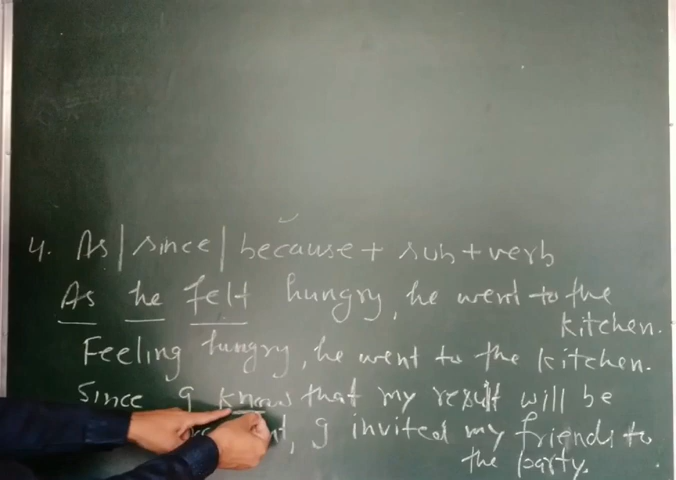 4. As | since | because + sub + verb
As he felt hungry, he went to the
kitchen.
Feeling hungry, he went to the kitchen.
Since I know that my result will be
, I invited my friends to
the party.